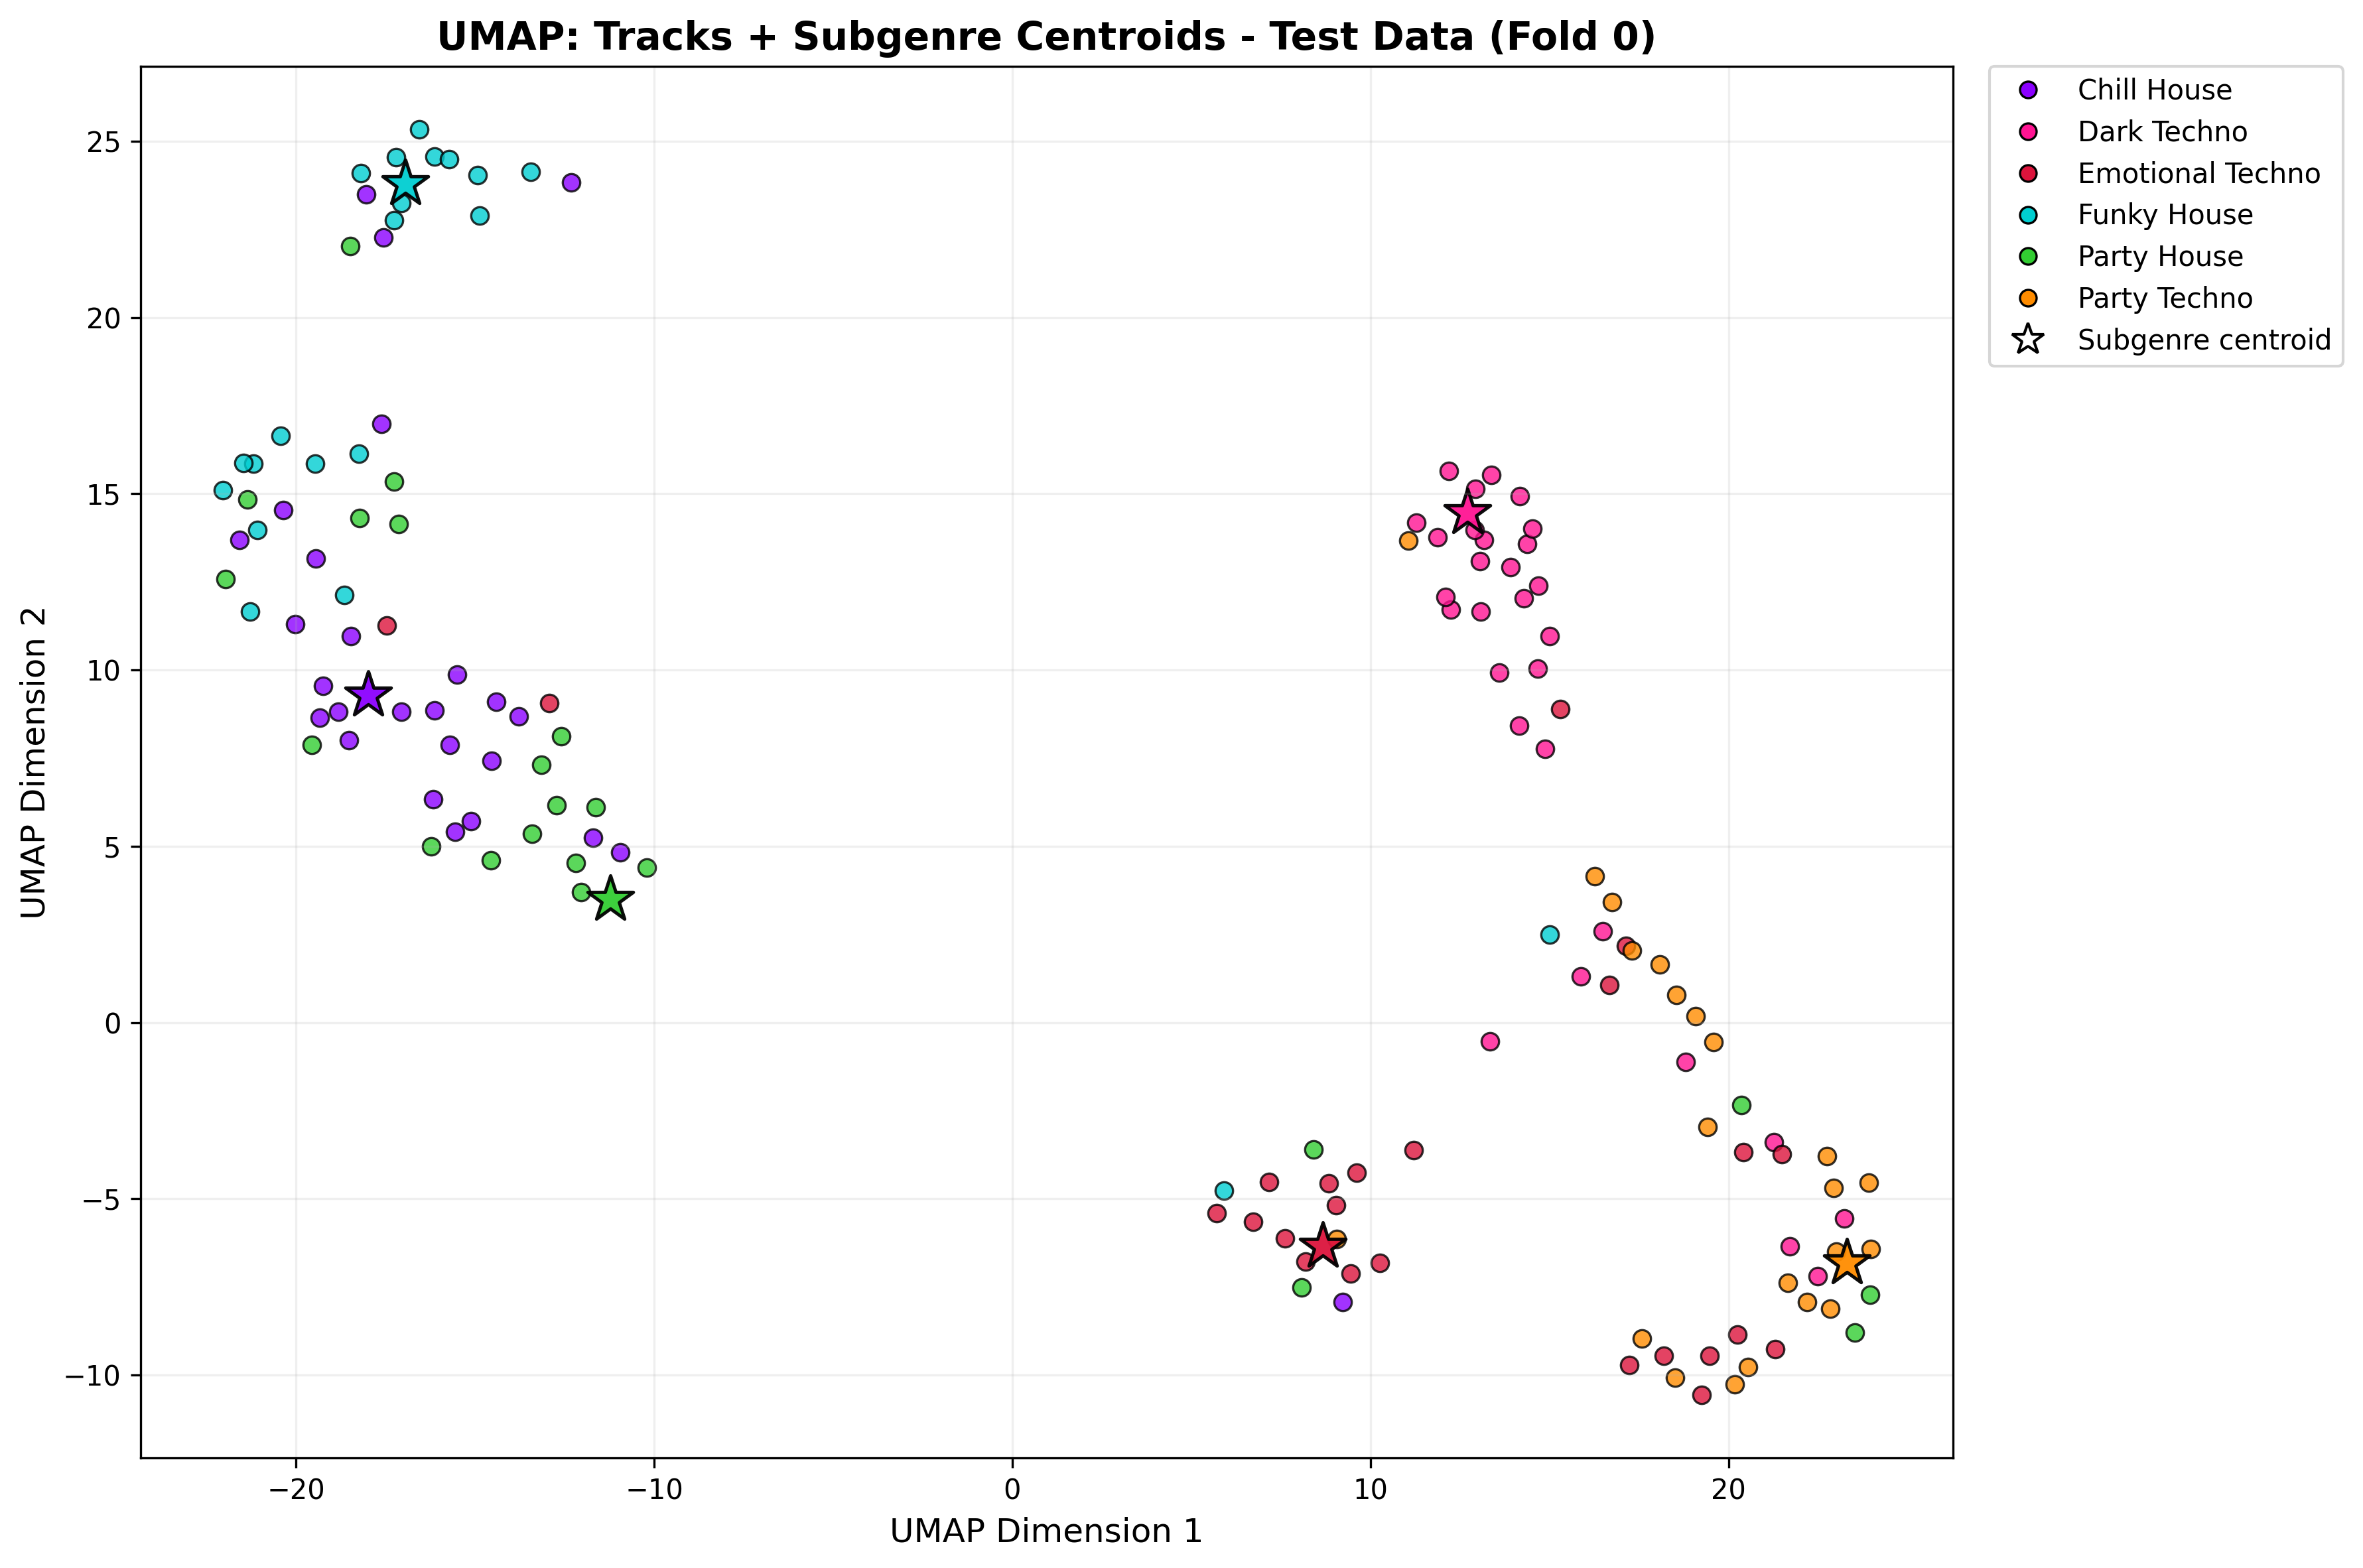 UMAP: Tracks + Subgenre Centroids - Test Data (Fold 0)
Chill House
Dark Techno
Emotional Techno
Funky House
Party House
Party Techno
Subgenre centroid
UMAP Dimension 2
25
20
15
10
5
0
−5
−10
−20
−10
0
10
20
UMAP Dimension 1